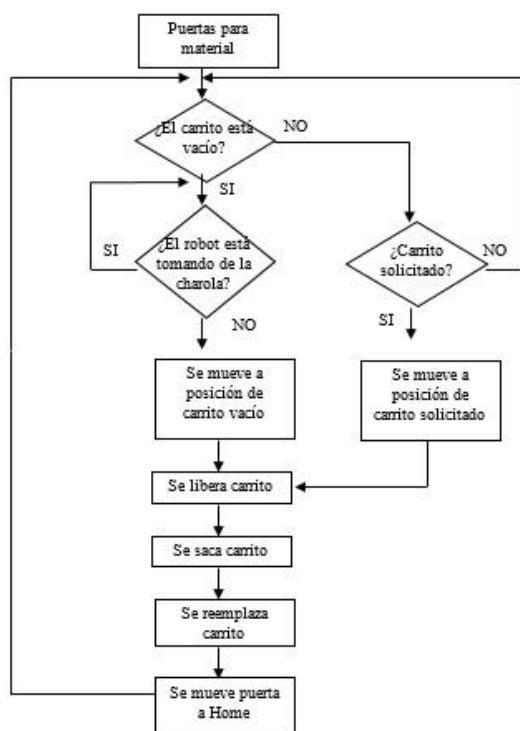 Puertas para
material
¿El carrito está
vacío?
NO
SI
¿El robot está
tomando de la
charola?
SI
NO
¿Carrito
solicitado?
NO
SI
Se mueve a
posición de
carrito vacío
Se mueve a
posición de
carrito solicitado
Se libera carrito
Se saca carrito
Se reemplaza
carrito
Se mueve puerta
a Home